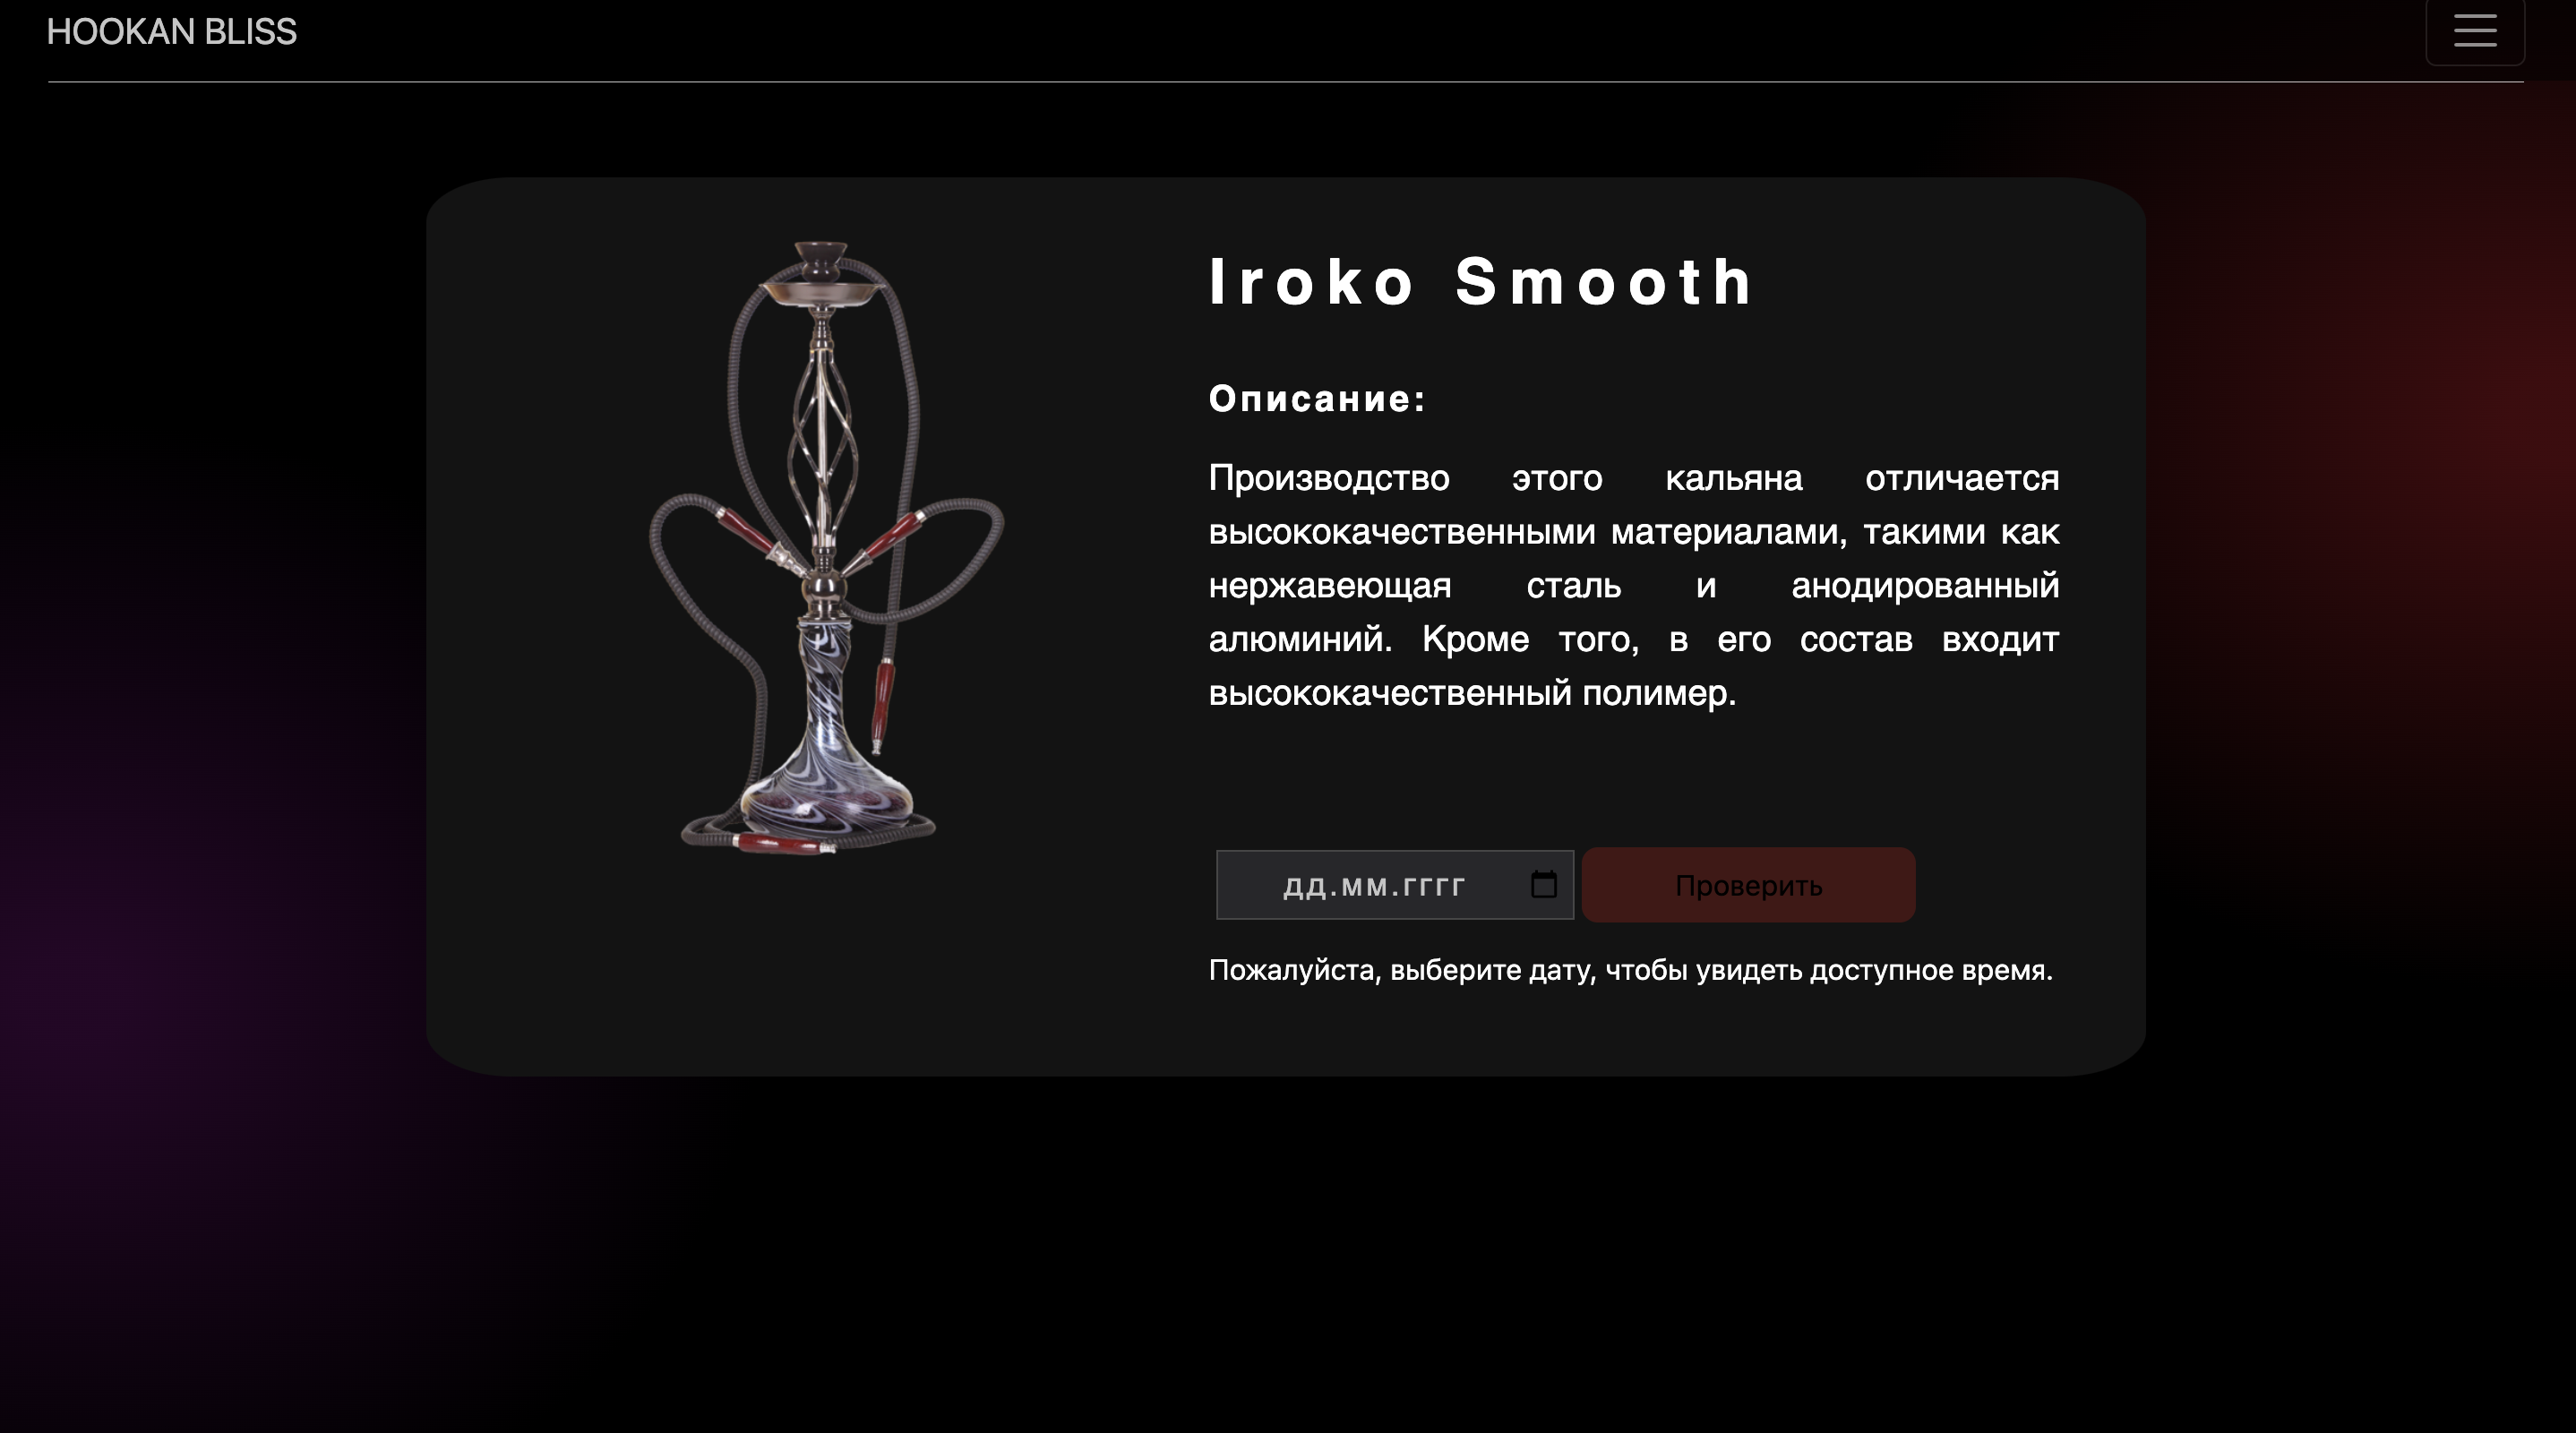 HOOKAN BLISS
Iroko Smooth
Описание:
Производство этого кальяна отличается
высококачественными материалами, такими как
нержавеющая сталь и анодированный
алюминий. Кроме того, в его состав входит
высококачественный полимер.
дд.мм.гггг
Проверить
Пожалуйста, выберите дату, чтобы увидеть доступное время.